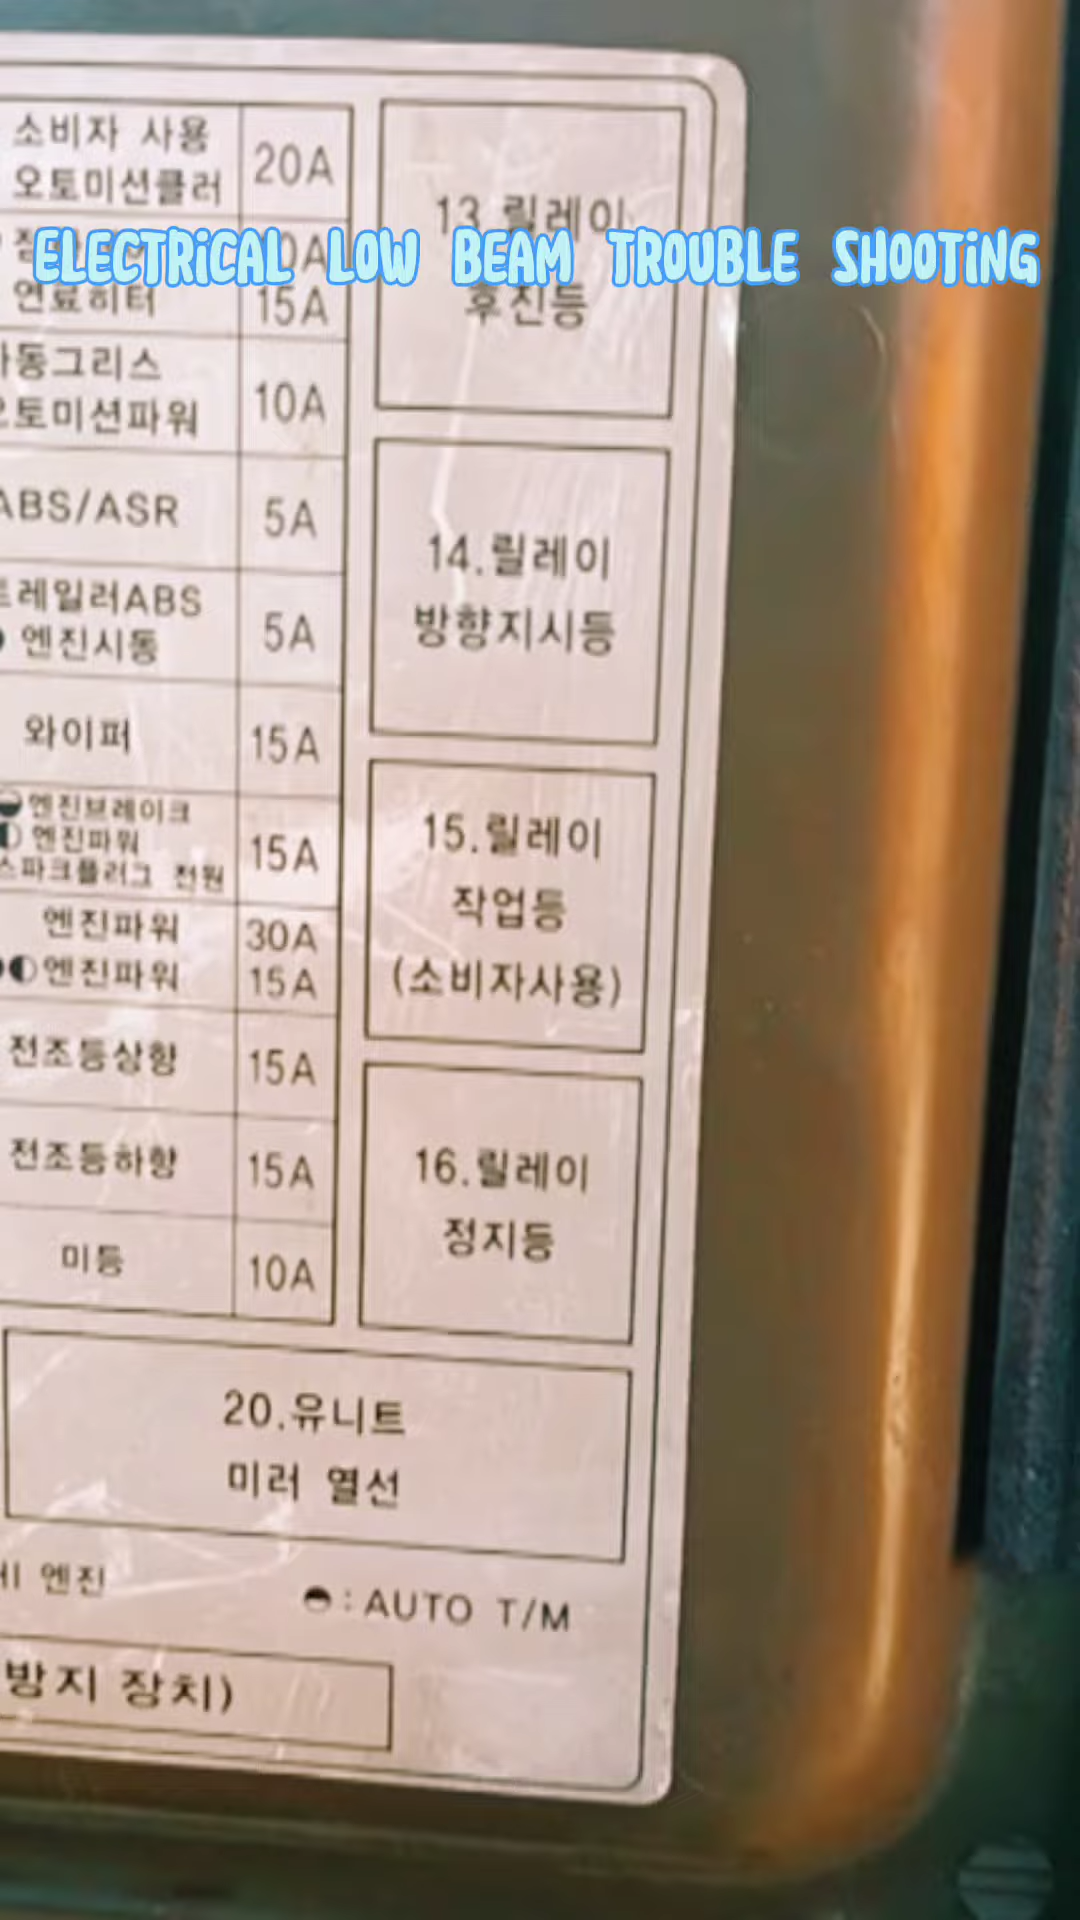 소비자 사용
오토미션쿨러
20A
ELECTRiCAL LOW BEAM TROUBLE SHOOTiNG
연료히터
15A
동그리스
토미션파워
10A
ABS/ASR
5A
레일러ABS
엔진시동
5A
와이퍼
15A
엔진브레이크
엔진파워
스파크플러그 전원
15A
엔진파워
30A
엔진파워
15A
전조등상향
15A
전조등하향
15A
미등
10A
13.릴레이
후진등
14.릴레이
방향지시등
15.릴레이
작업등
(소비자사용)
16.릴레이
정지등
20.유니트
미러 열선
엔진
: AUTO T/M
방지 장치)